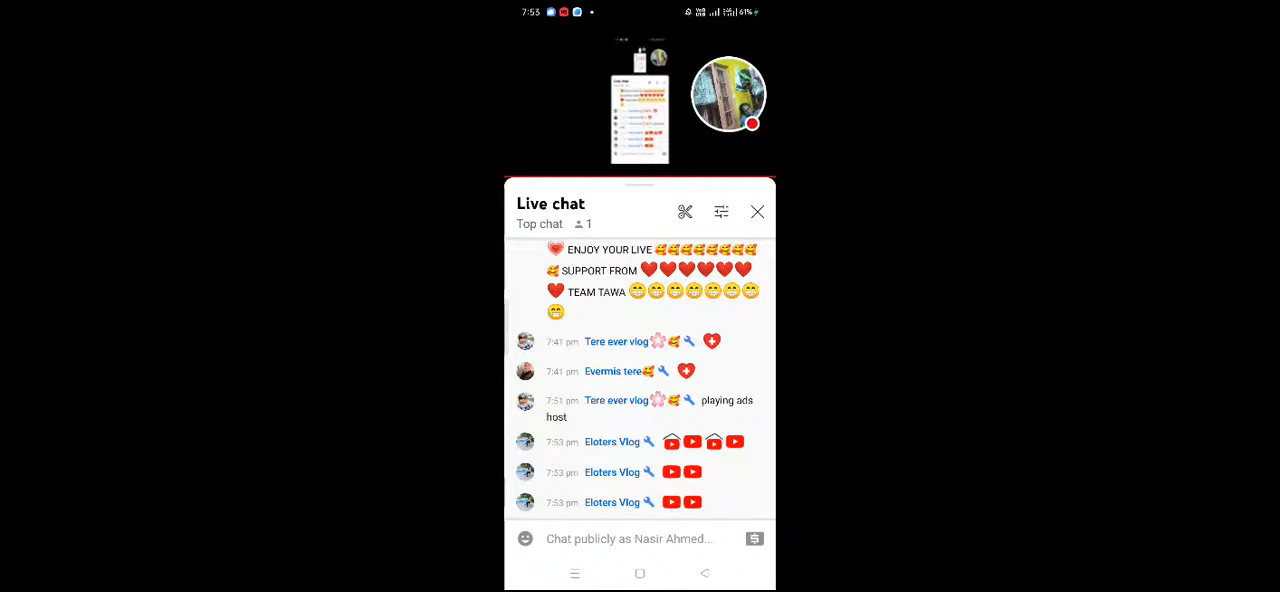 7:53
61%
Live chat
Top chat 1
ENJOY YOUR LIVE 🥰🥰🥰🥰🥰🥰🥰🥰
🥰 SUPPORT FROM ❤️❤️❤️❤️❤️❤️
❤️ TEAM TAWA 😁😁😁😁😁😁😁
😁
7:41 pm Tere ever vlog🌸🥰
7:41 pm Evermis tere🥰
7:51 pm Tere ever vlog🌸🥰 playing ads
host
7:53 pm Eloters Vlog
7:53 pm Eloters Vlog
7:53 pm Eloters Vlog
Chat publicly as Nasir Ahmed...